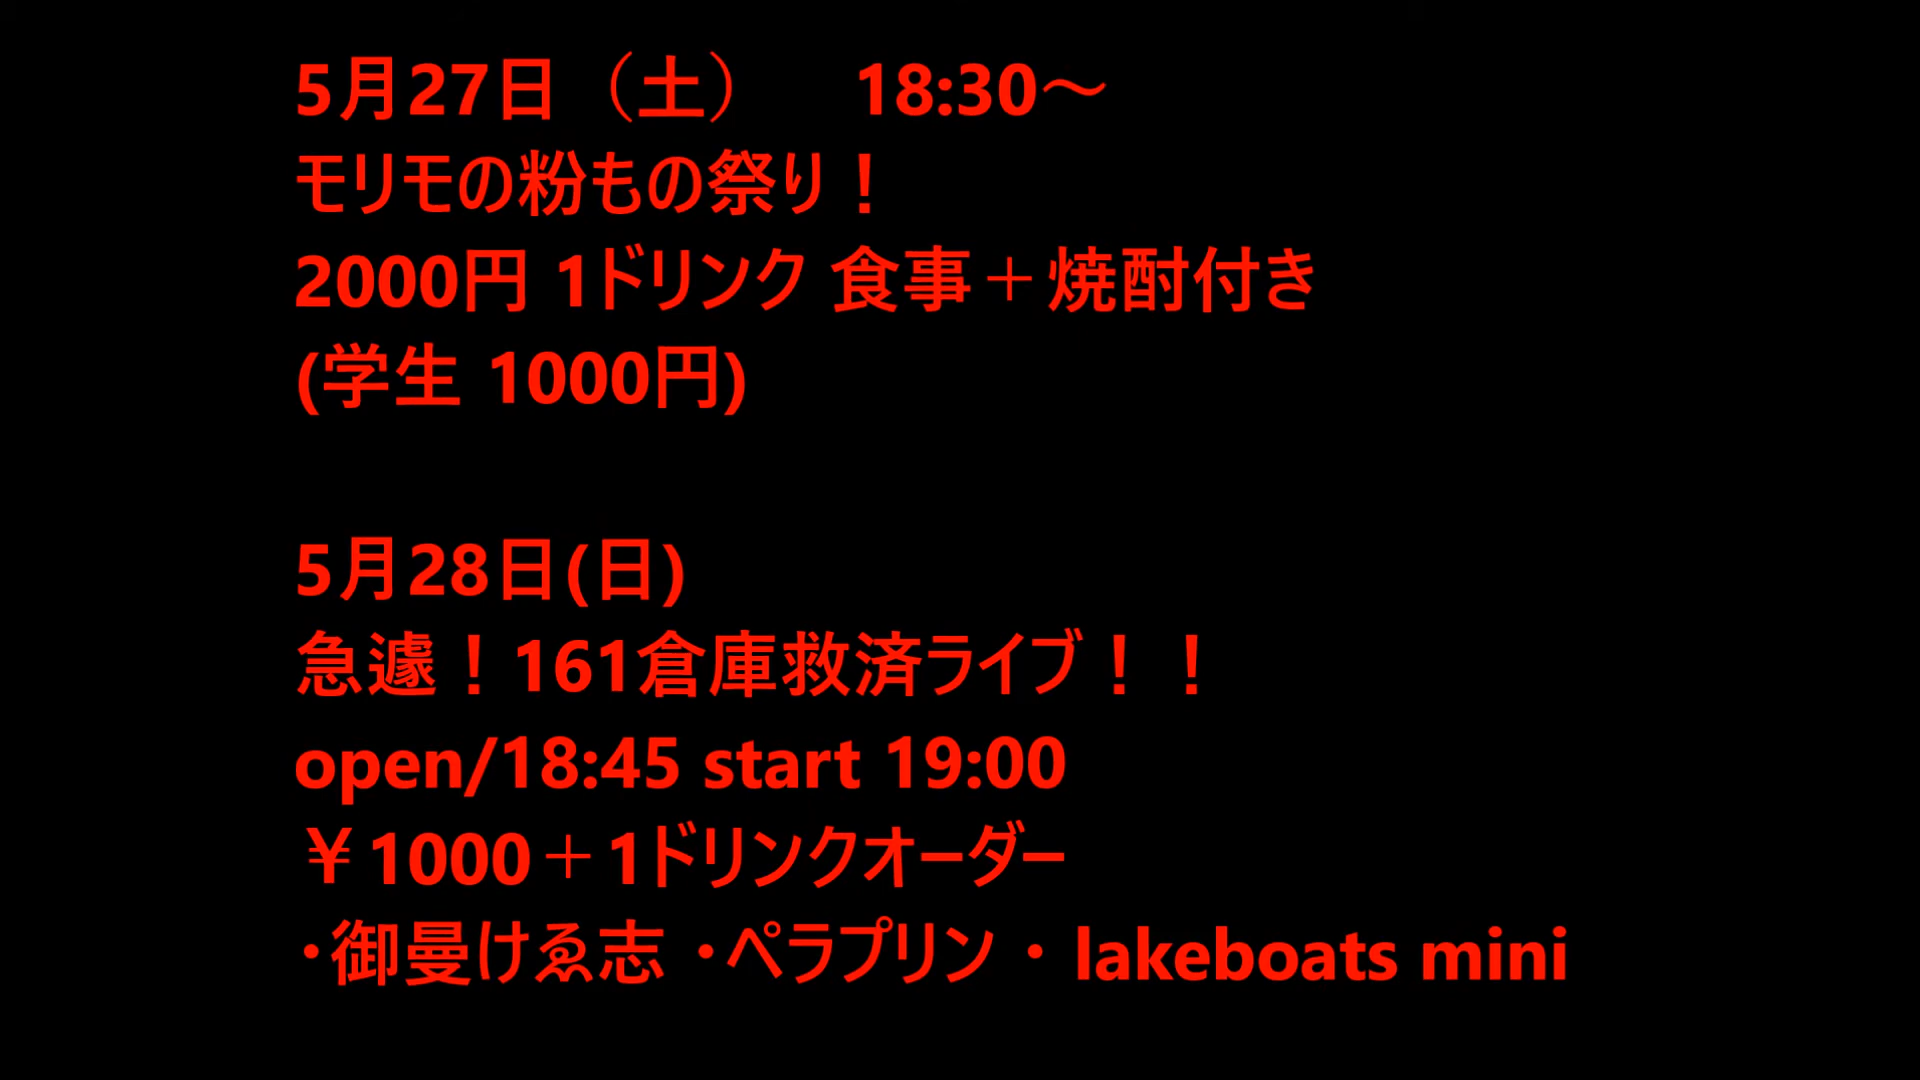 5月27日（土）　18:30～
モリモの粉もの祭り！
2000円 1ドリンク 食事＋焼酎付き
(学生 1000円)
5月28日(日)
急遽！161倉庫救済ライブ！！
open/18:45 start 19:00
￥1000＋1ドリンクオーダー
・御曼けゑ志 ・ペラプリン ・ lakeboats mini